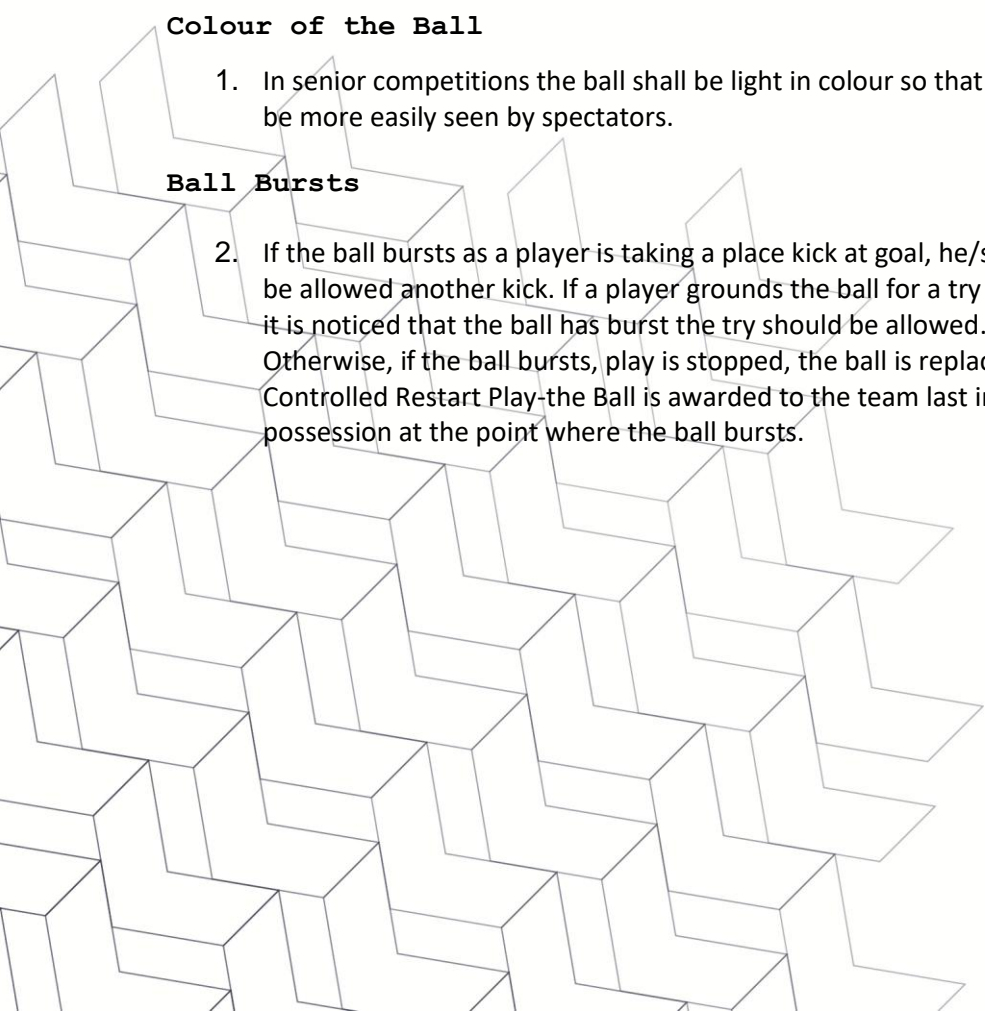 Colour of the Ball
1. In senior competitions the ball shall be light in colour so that
be more easily seen by spectators.
Ball Bursts
2. If the ball bursts as a player is taking a place kick at goal, he/s
be allowed another kick. If a player grounds the ball for a try
it is noticed that the ball has burst the try should be allowed.
Otherwise, if the ball bursts, play is stopped, the ball is replac
Controlled Restart Play-the Ball is awarded to the team last i
possession at the point where the ball bursts.